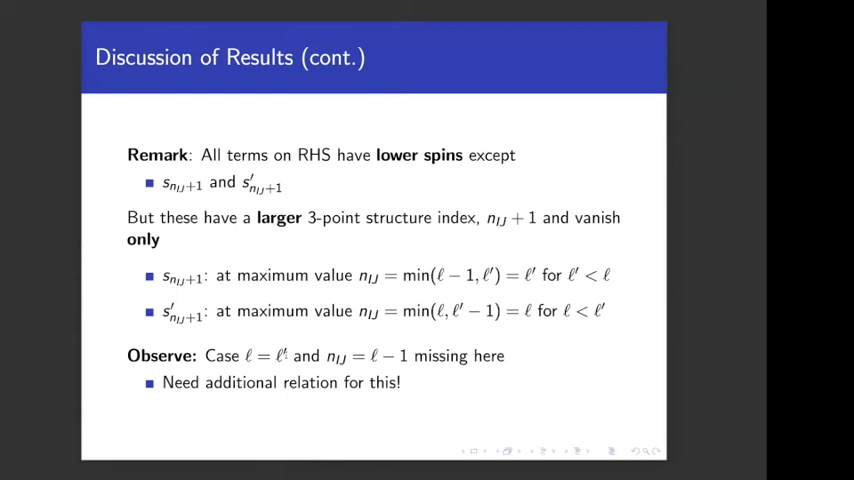 Discussion of Results (cont.)
Remark: All terms on RHS have lower spins except
■ s_{n_{IJ}+1} and s′_{n_{IJ}+1}
But these have a larger 3-point structure index, n_{IJ} + 1 and vanish
only
■ s_{n_{IJ}+1}: at maximum value n_{IJ} = min(ℓ − 1, ℓ′) = ℓ′ for ℓ′ < ℓ
■ s′_{n_{IJ}+1}: at maximum value n_{IJ} = min(ℓ, ℓ′ − 1) = ℓ for ℓ < ℓ′
Observe: Case ℓ = ℓ′ and n_{IJ} = ℓ − 1 missing here
■ Need additional relation for this!